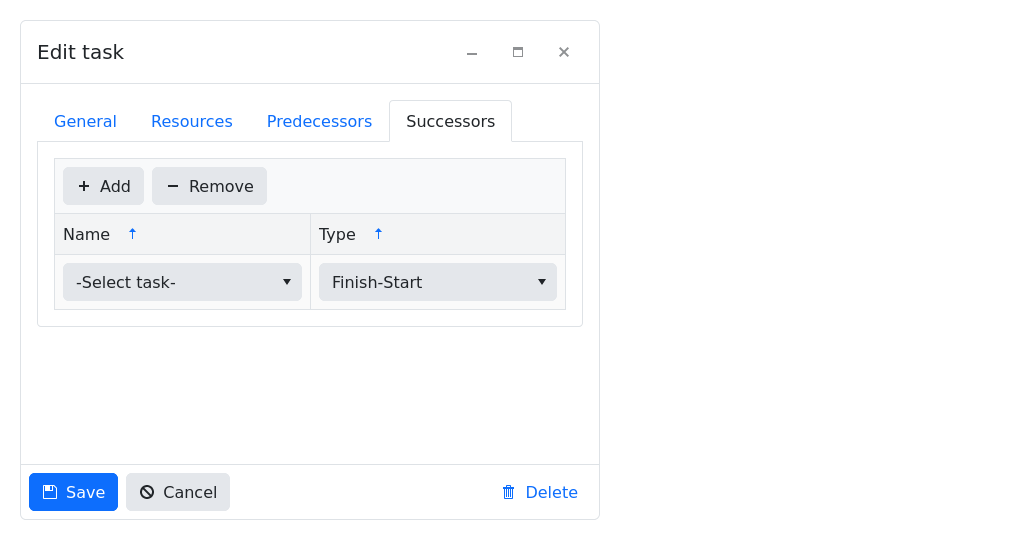 Edit task
General Resources Predecessors Successors
Add Remove
Name Type
-Select task- Finish-Start
Save Cancel Delete